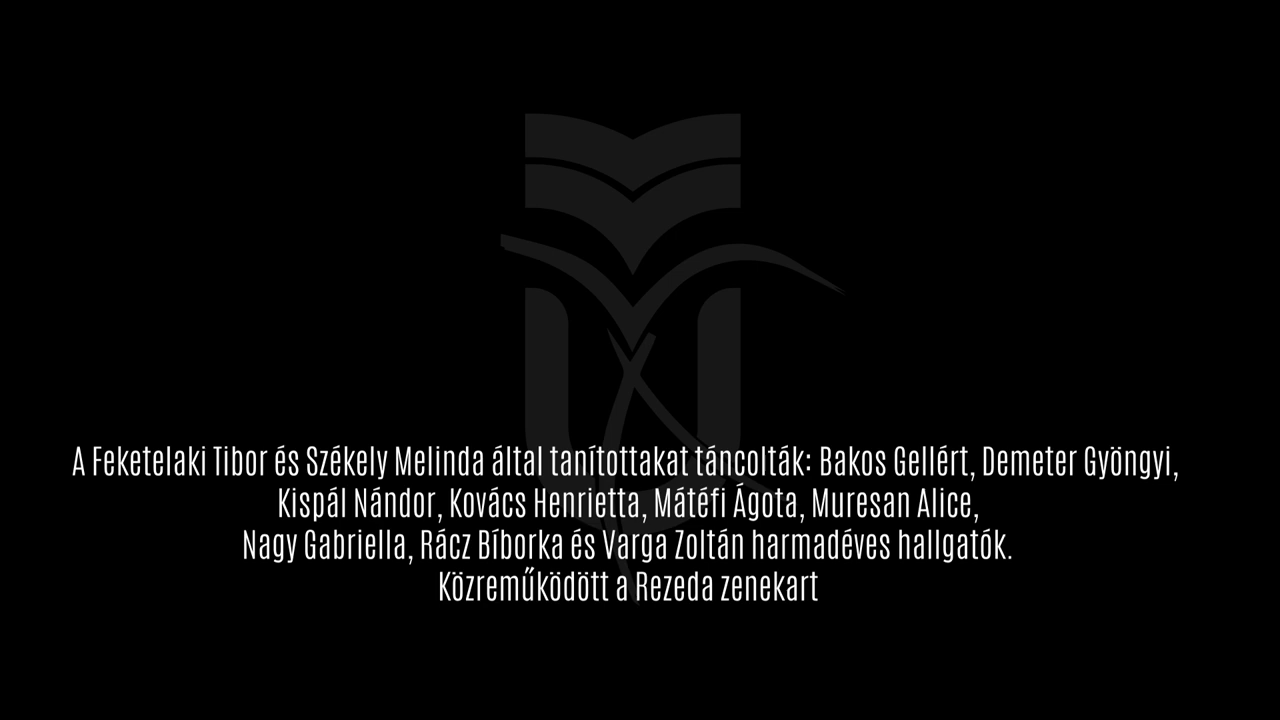 A Feketelaki Tibor és Székely Melinda által tanítottakat táncolták: Bakos Gellért, Demeter Gyöngyi,
Kispál Nándor, Kovács Henrietta, Mátéfi Ágota, Muresan Alice,
Nagy Gabriella, Rácz Bíborka és Varga Zoltán harmadéves hallgatók.
Közreműködött a Rezeda zenekart